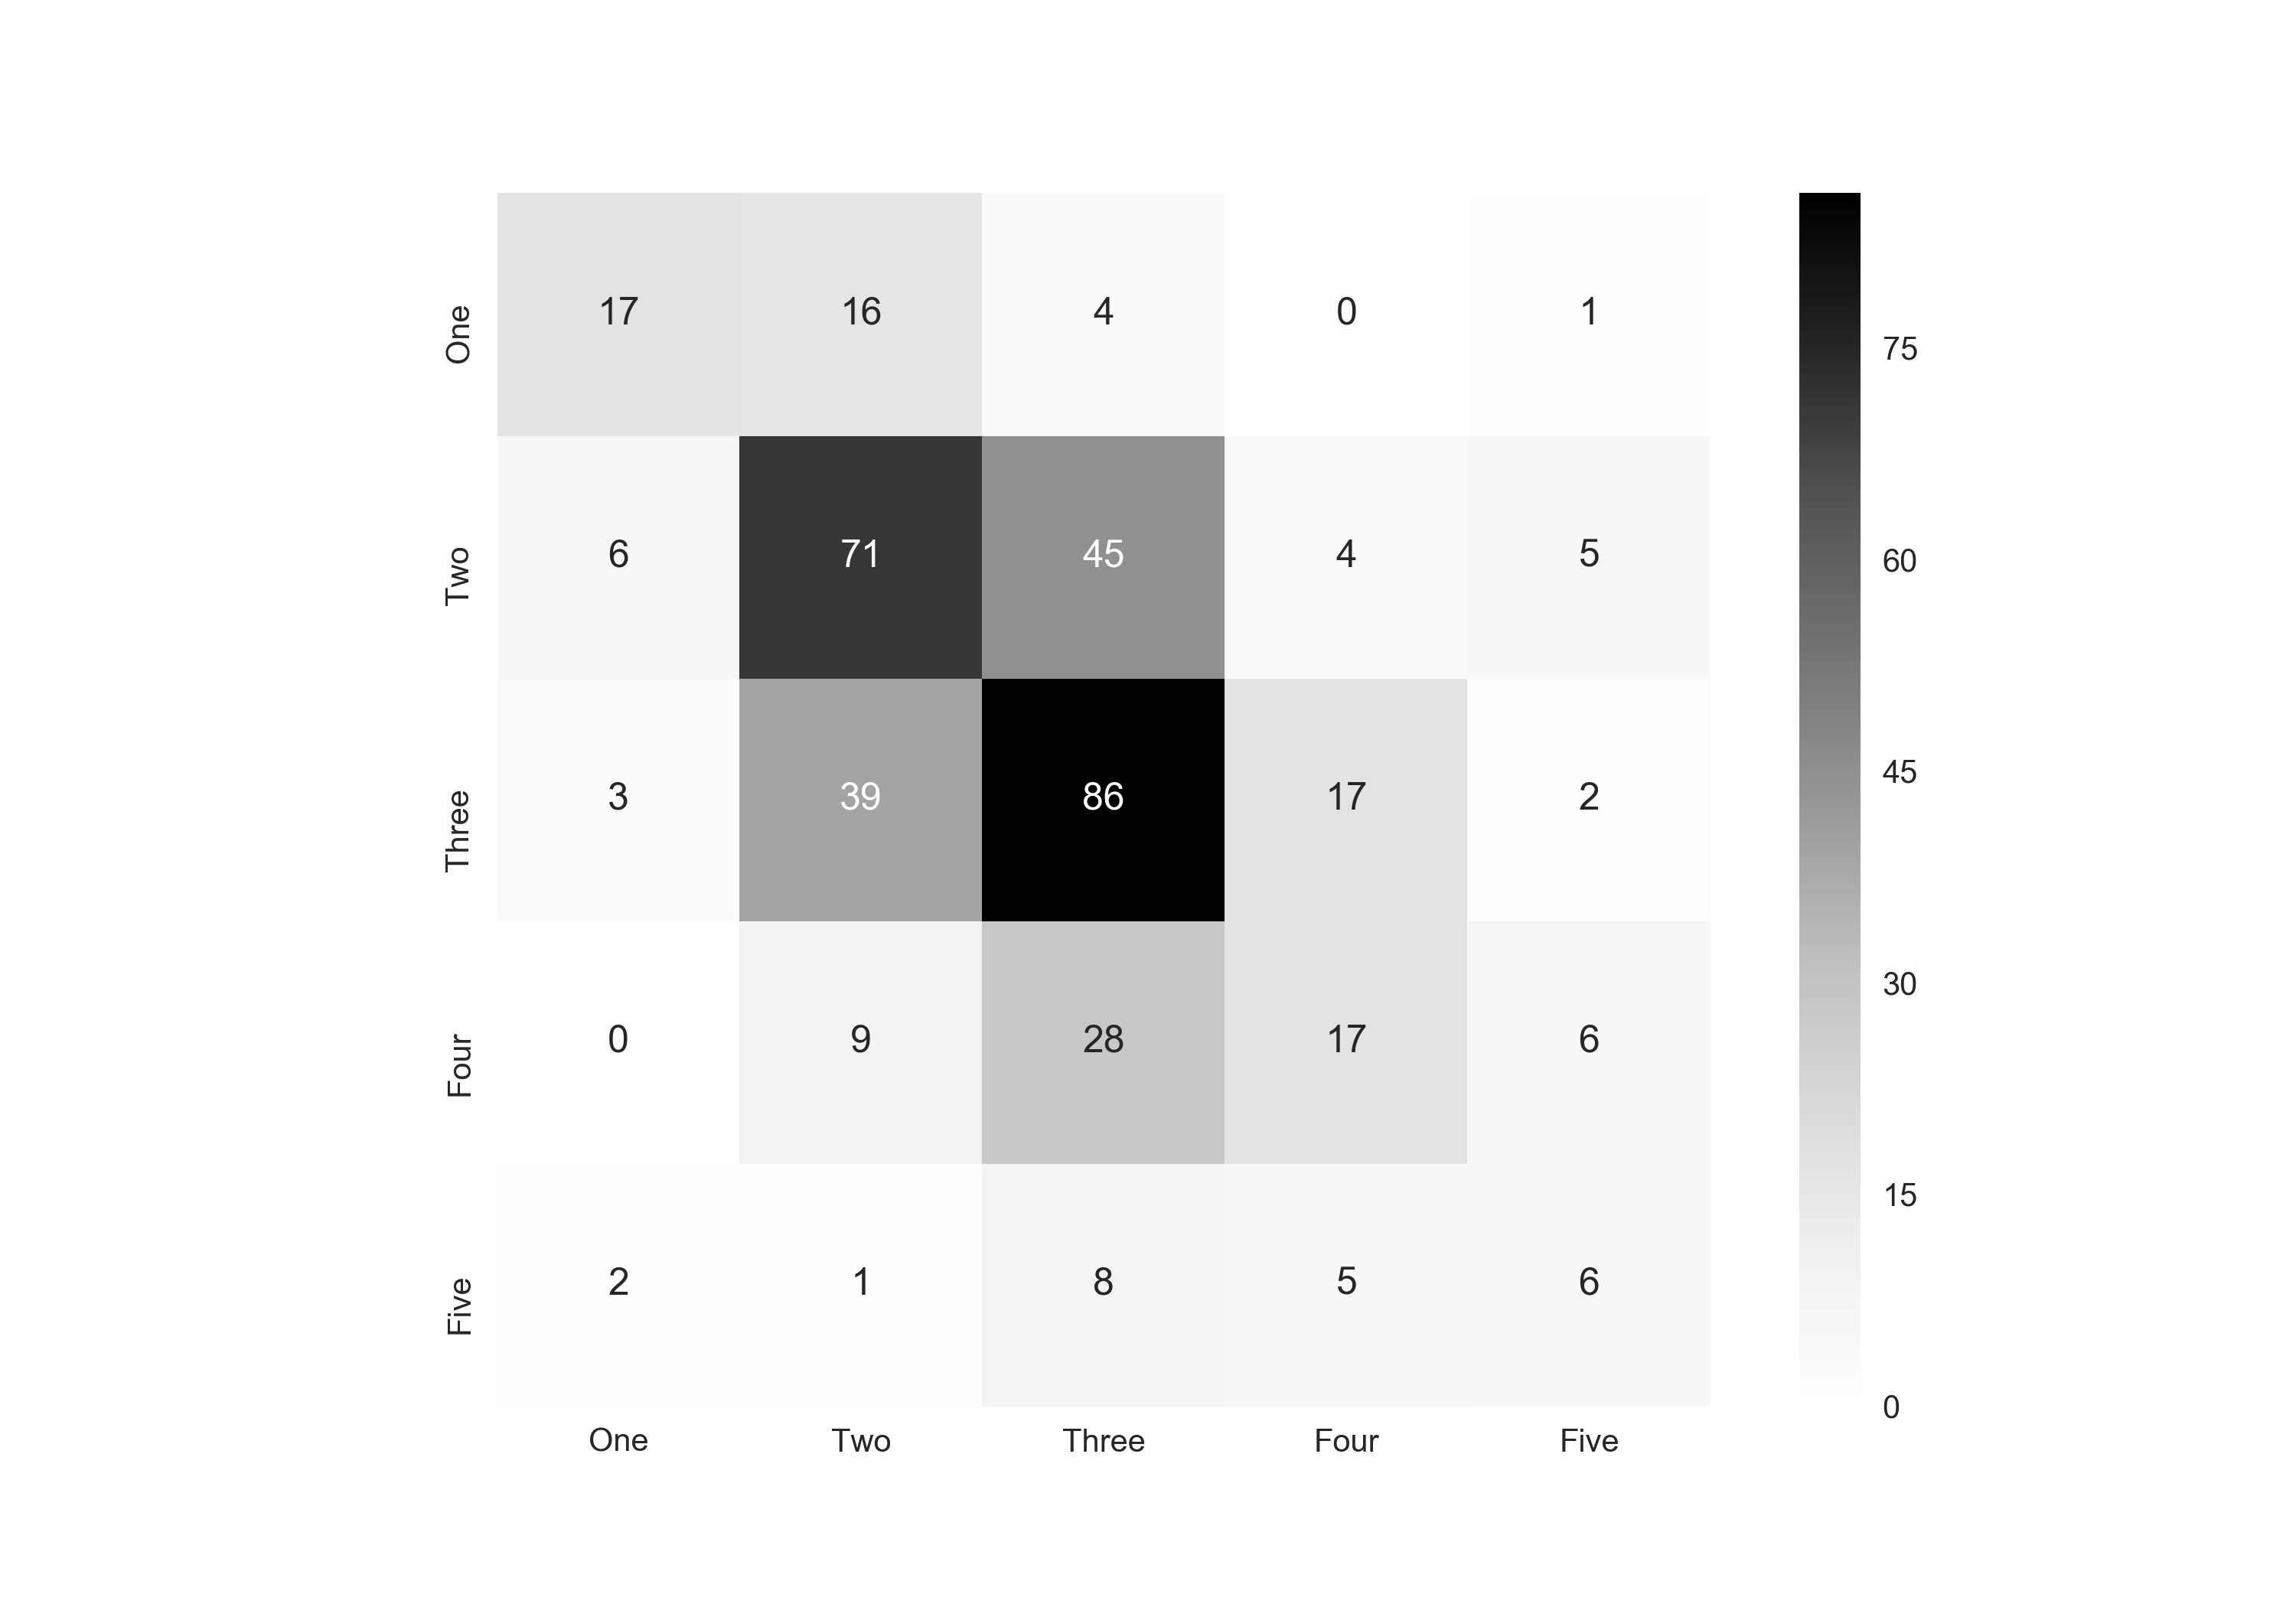 One 17 16 4 0 1
75
Two 6 71 45 4 5
60
45
Three 3 39 86 17 2
30
Four 0 9 28 17 6
15
Five 2 1 8 5 6
0
One Two Three Four Five